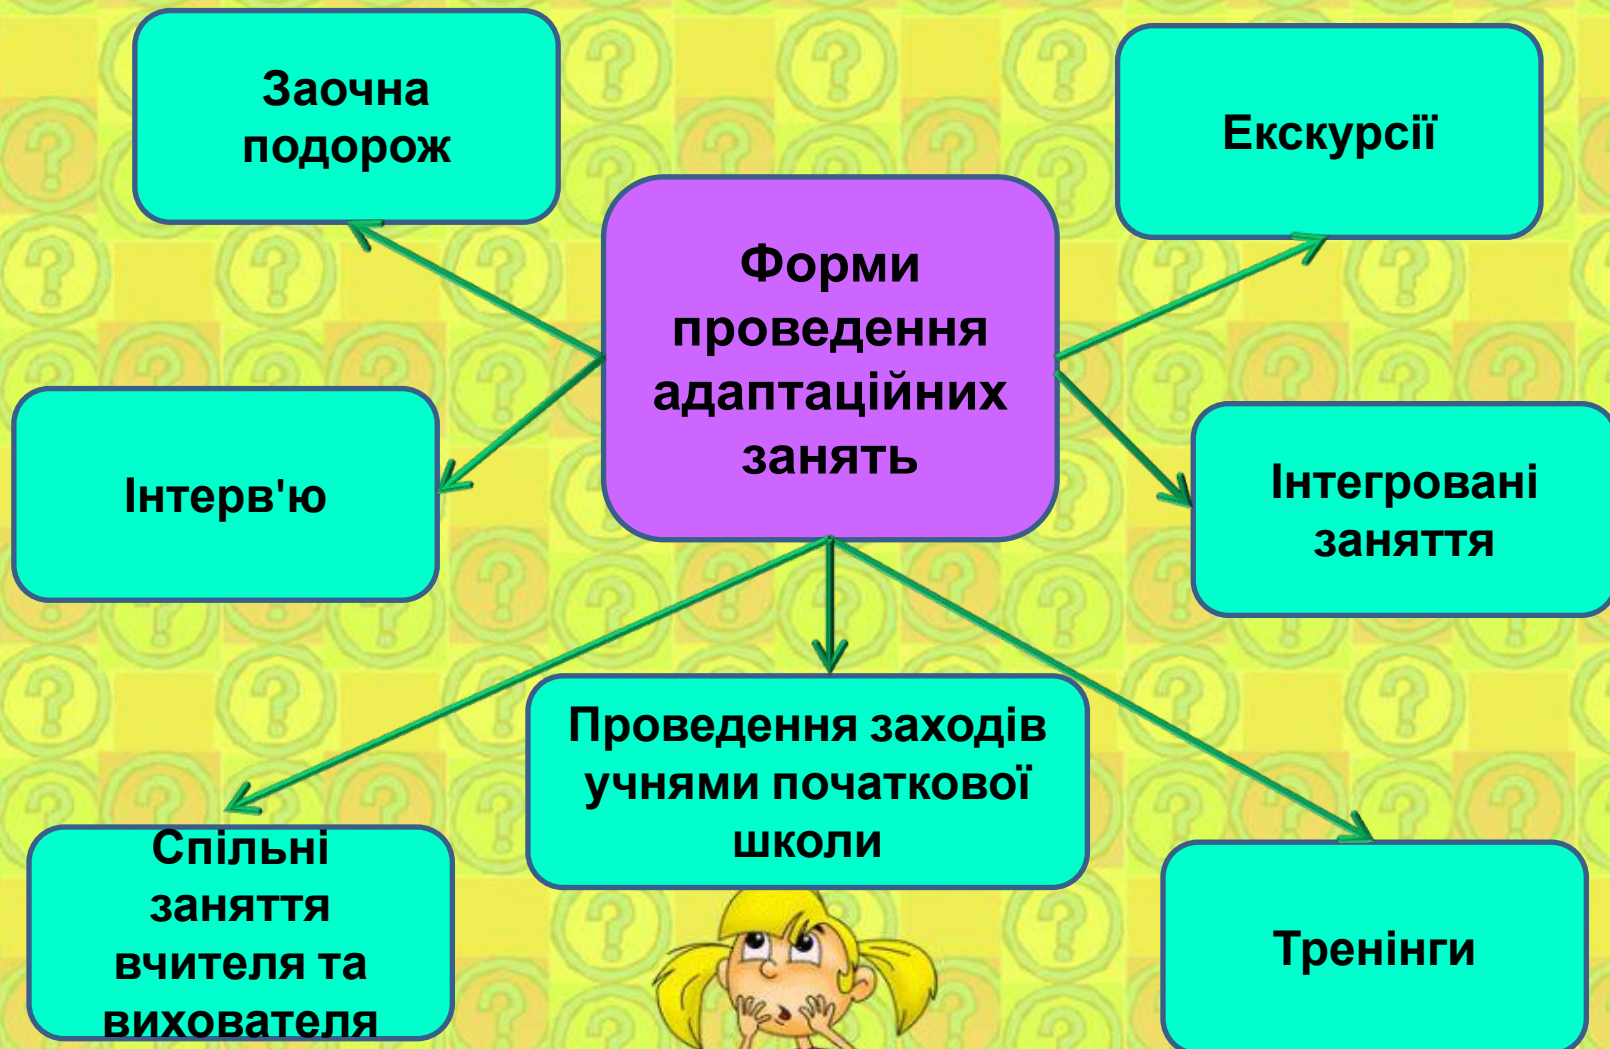 Заочна
подорож
Екскурсії
Форми
проведення
адаптаційних
занять
Інтерв'ю
Інтегровані
заняття
Проведення заходів
учнями початкової
школи
Спільні
заняття
вчителя та
вихователя
Тренінги